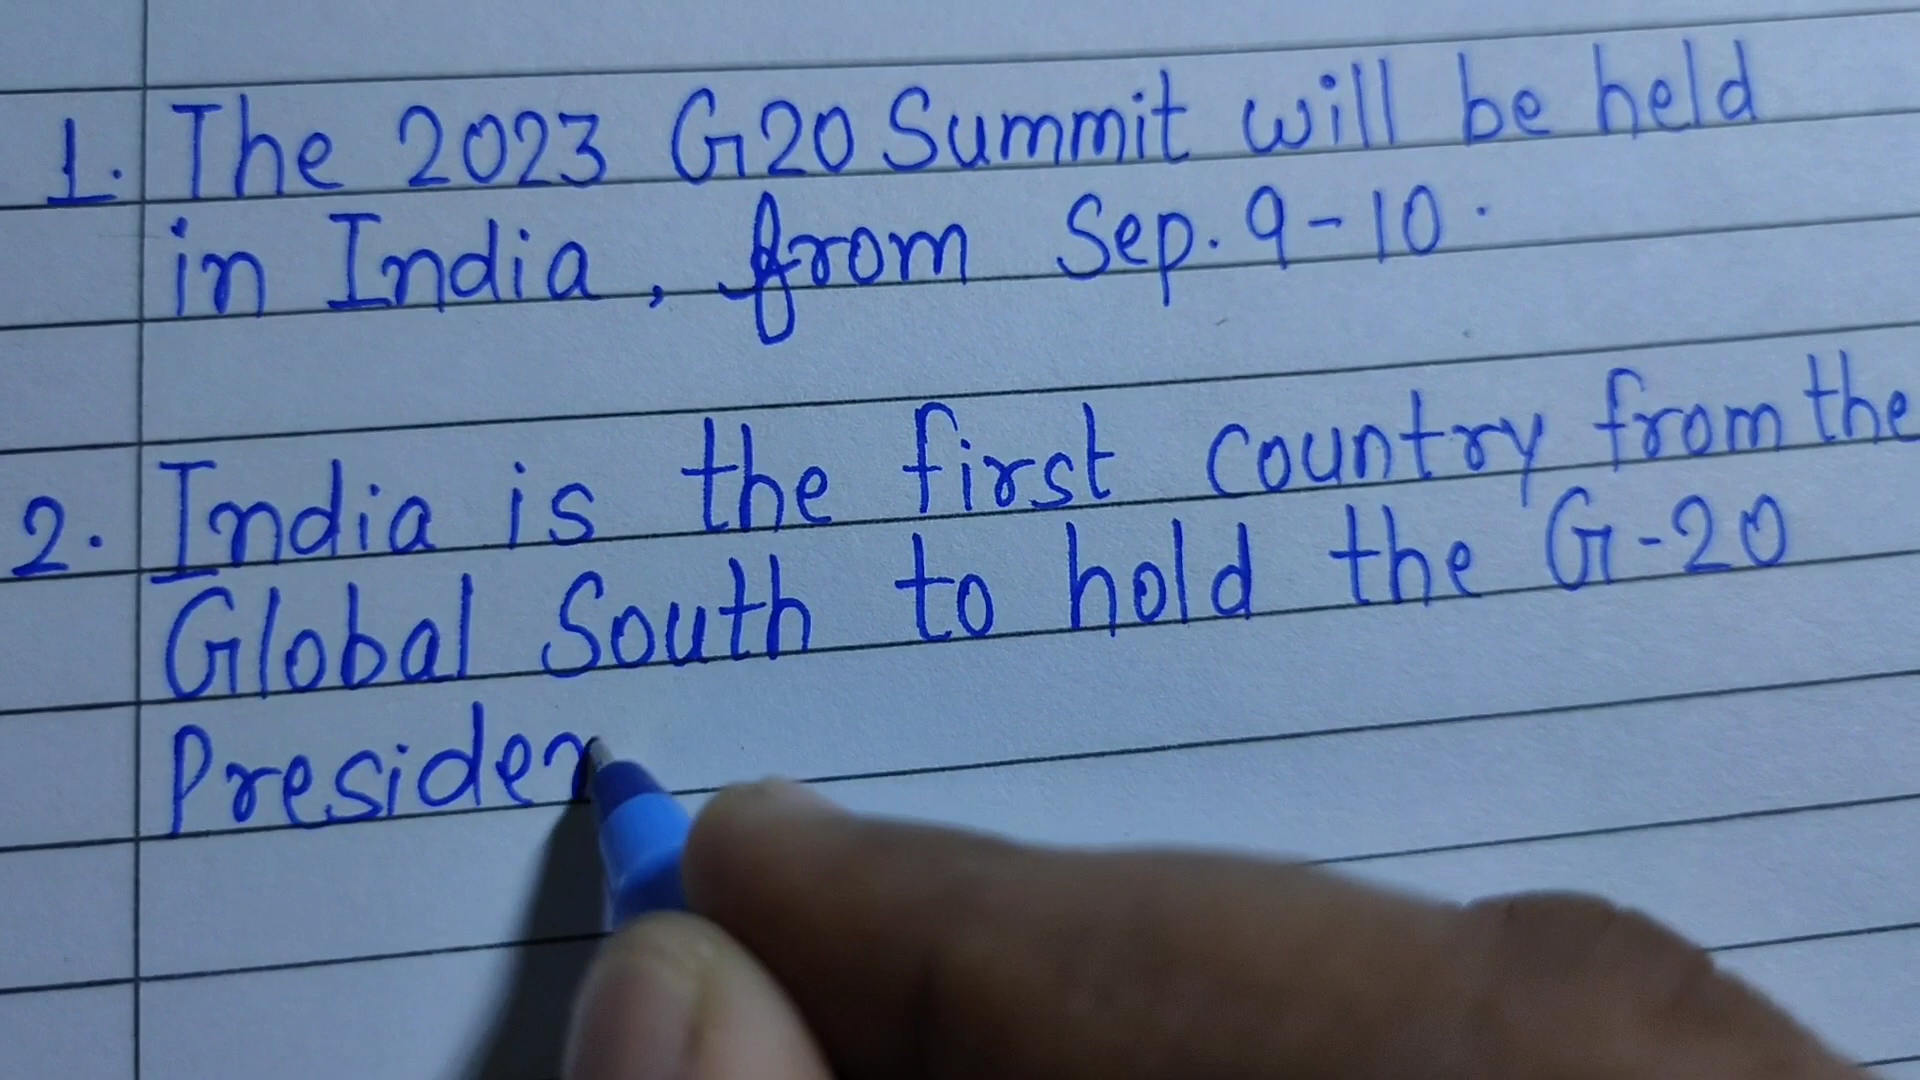 1. The 2023 G20 Summit will be held
in India, from Sep. 9-10.
2. India is the first country from the
Global South to hold the G-20
Presiden